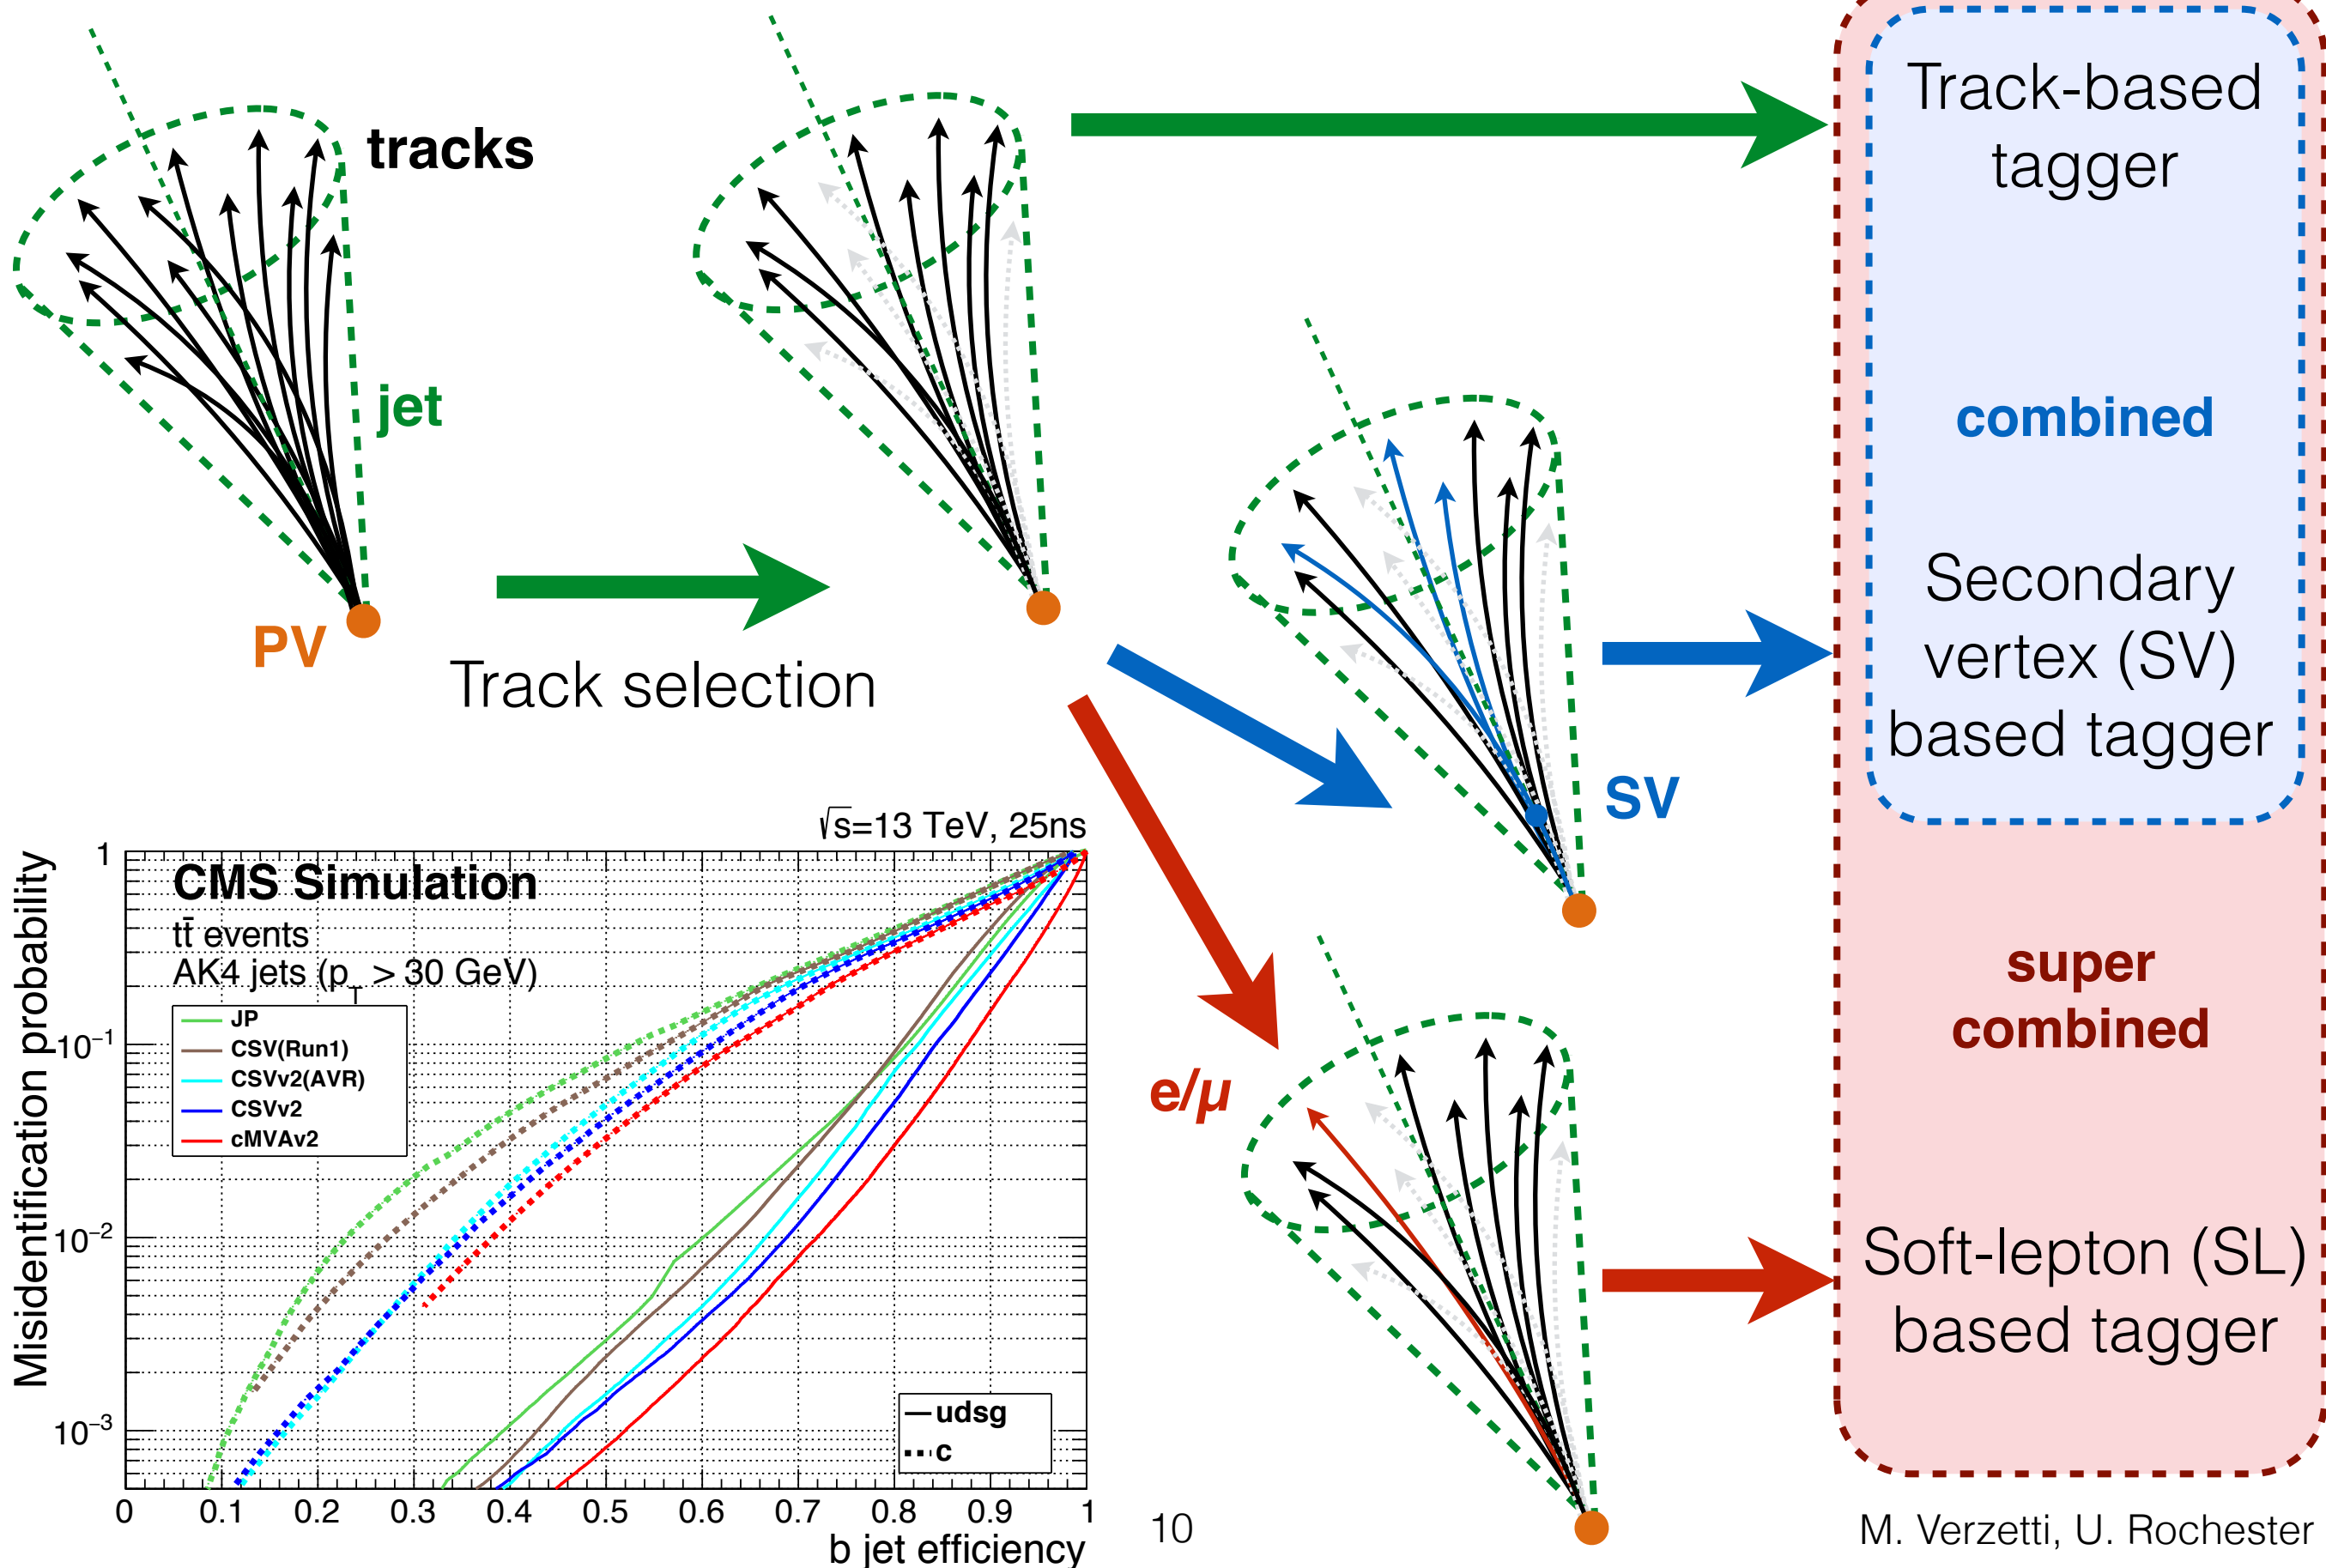 tracks
jet
PV
Track selection
Track-based
tagger
combined
Secondary
vertex (SV)
based tagger
SV
super
combined
e/μ
Soft-lepton (SL)
based tagger
√s=13 TeV, 25ns
CMS Simulation
tt̄ events
AK4 jets (p_T > 30 GeV)
JP
CSV(Run1)
CSVv2(AVR)
CSVv2
cMVAv2
udsg
c
Misidentification probability
1
10⁻¹
10⁻²
10⁻³
0 0.1 0.2 0.3 0.4 0.5 0.6 0.7 0.8 0.9 1
b jet efficiency
10
M. Verzetti, U. Rochester